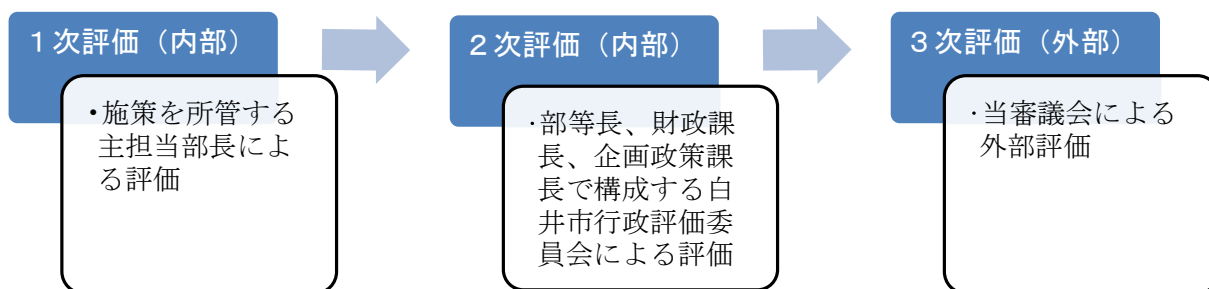 １次評価（内部）
・施策を所管する
主担当部長によ
る評価
２次評価（内部）
・部等長、財政課
長、企画政策課
長で構成する白
井市行政評価委
員会による評価
３次評価（外部）
・当審議会による
外部評価